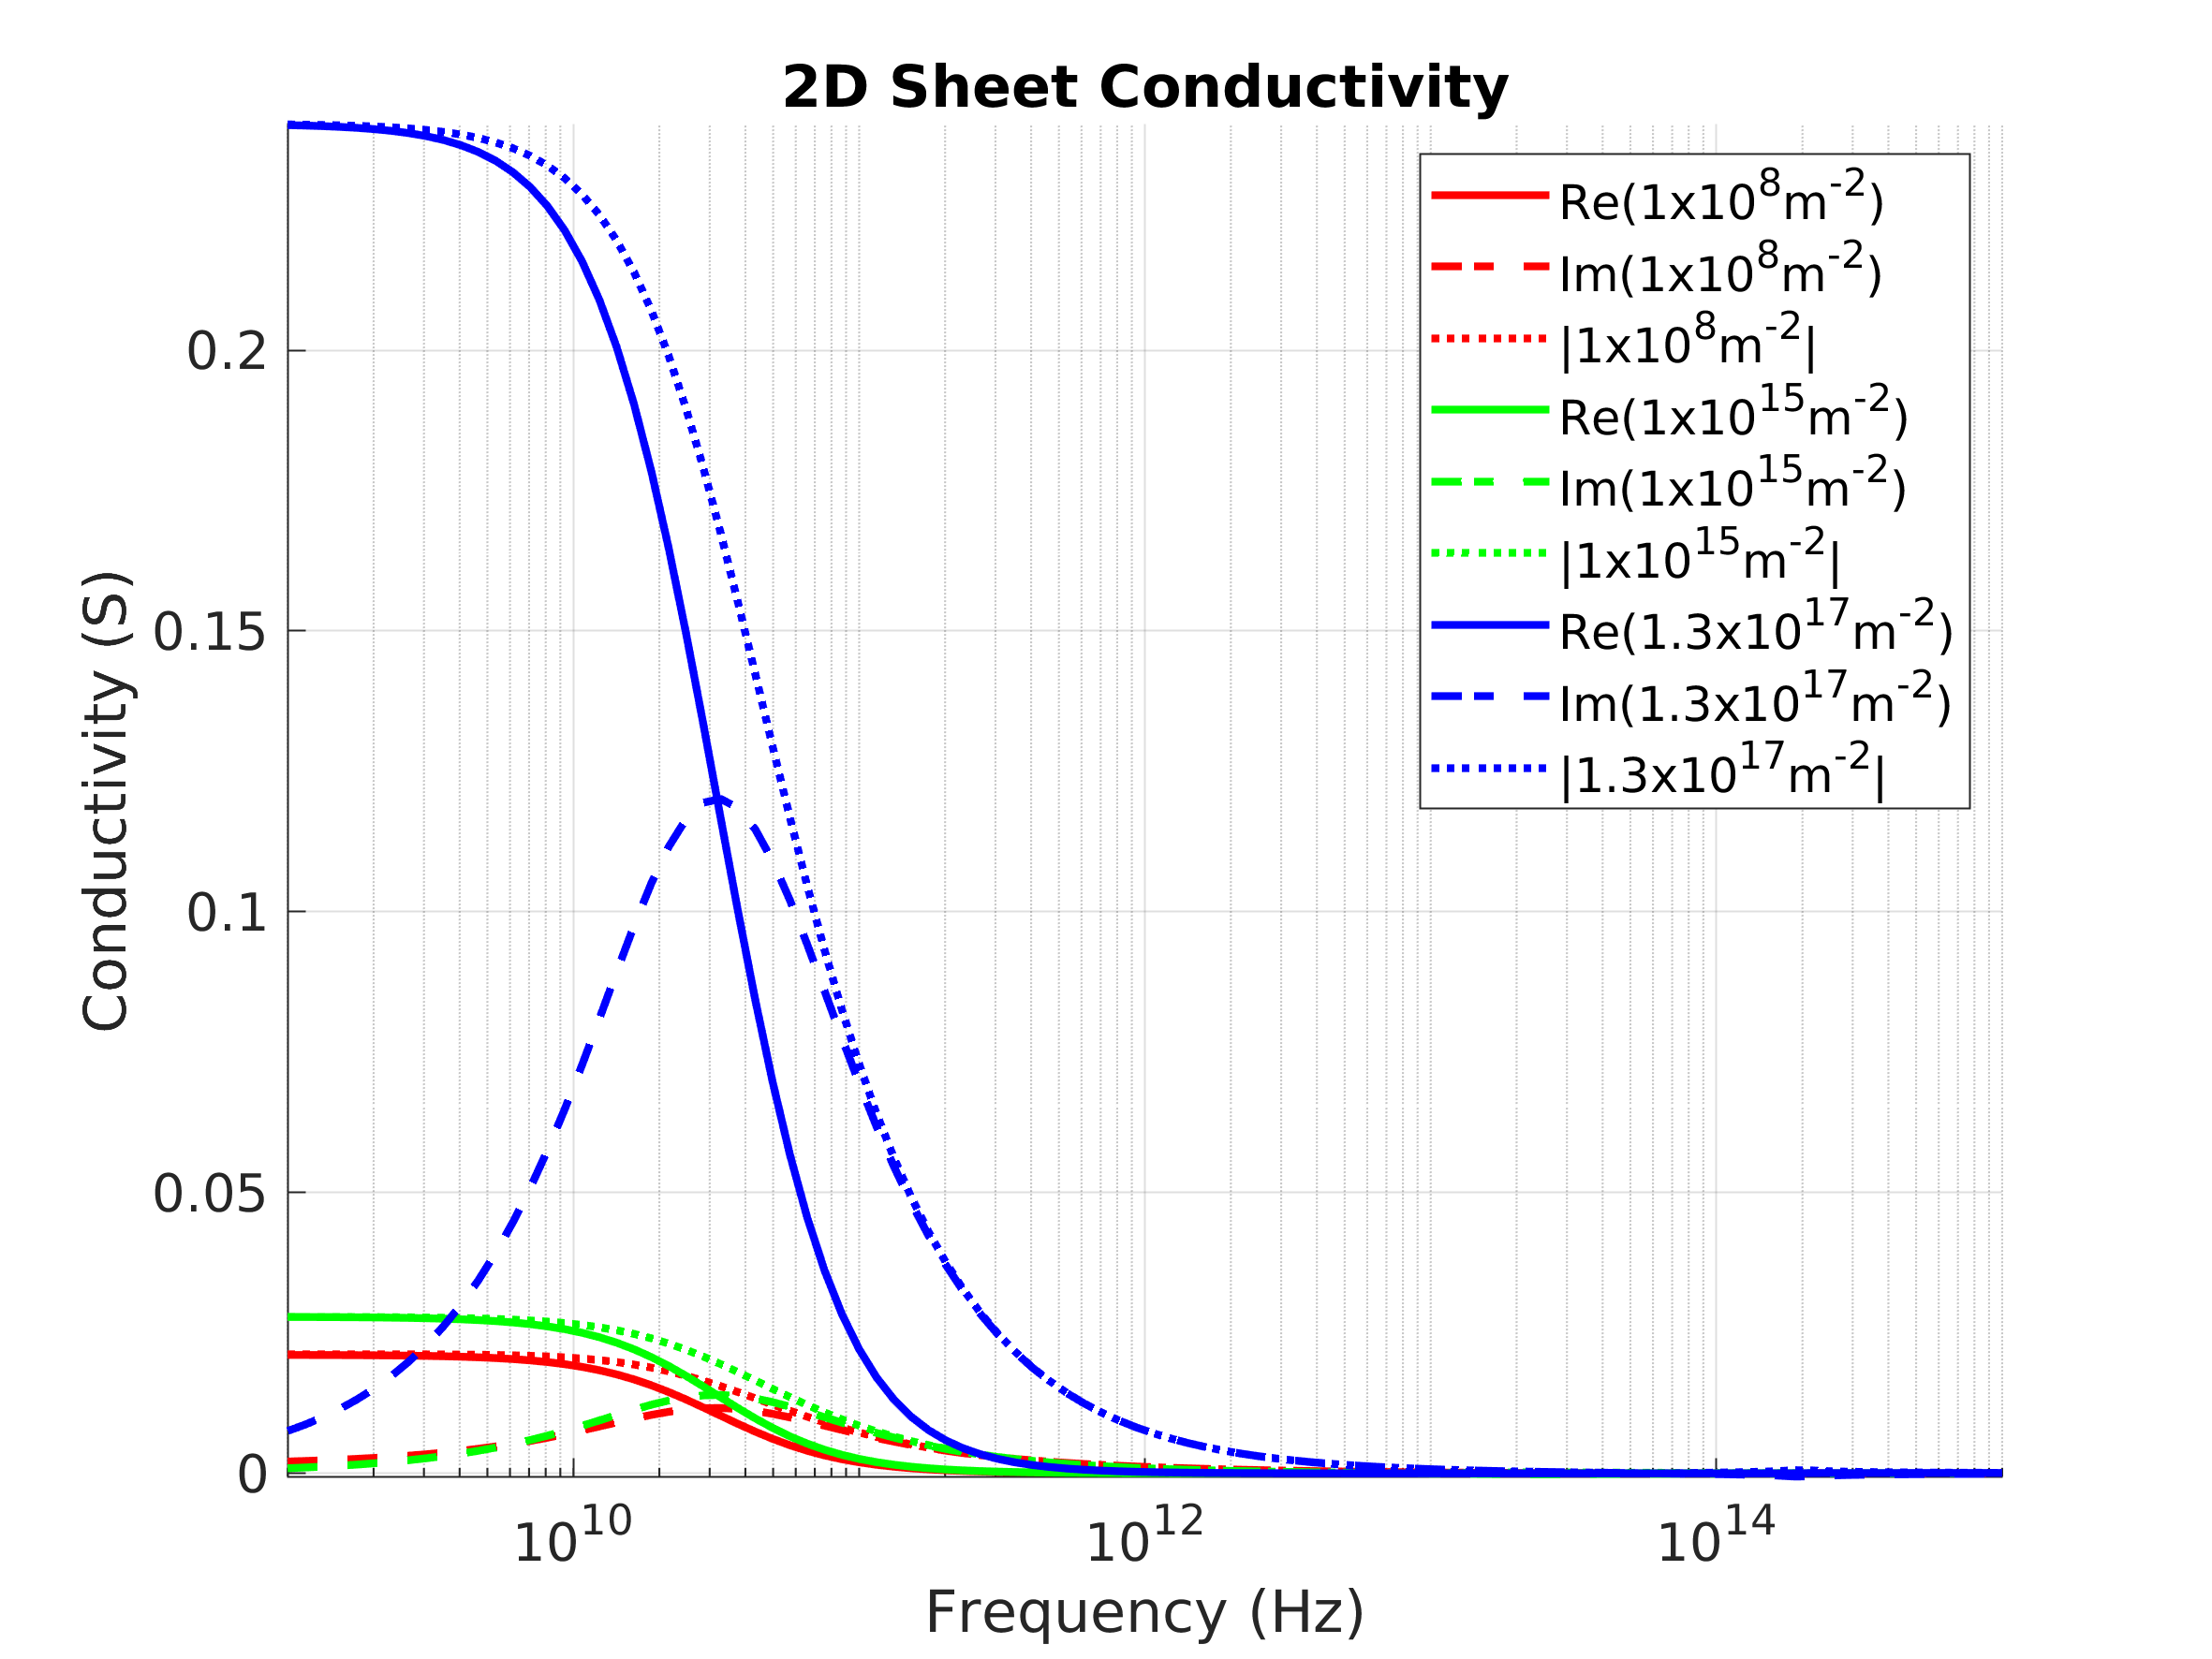 2D Sheet Conductivity
Re(1x10^8m^-2)
Im(1x10^8m^-2)
|1x10^8m^-2|
Re(1x10^15m^-2)
Im(1x10^15m^-2)
|1x10^15m^-2|
Re(1.3x10^17m^-2)
Im(1.3x10^17m^-2)
|1.3x10^17m^-2|
Conductivity (S)
0.2
0.15
0.1
0.05
0
10^10 10^12 10^14
Frequency (Hz)